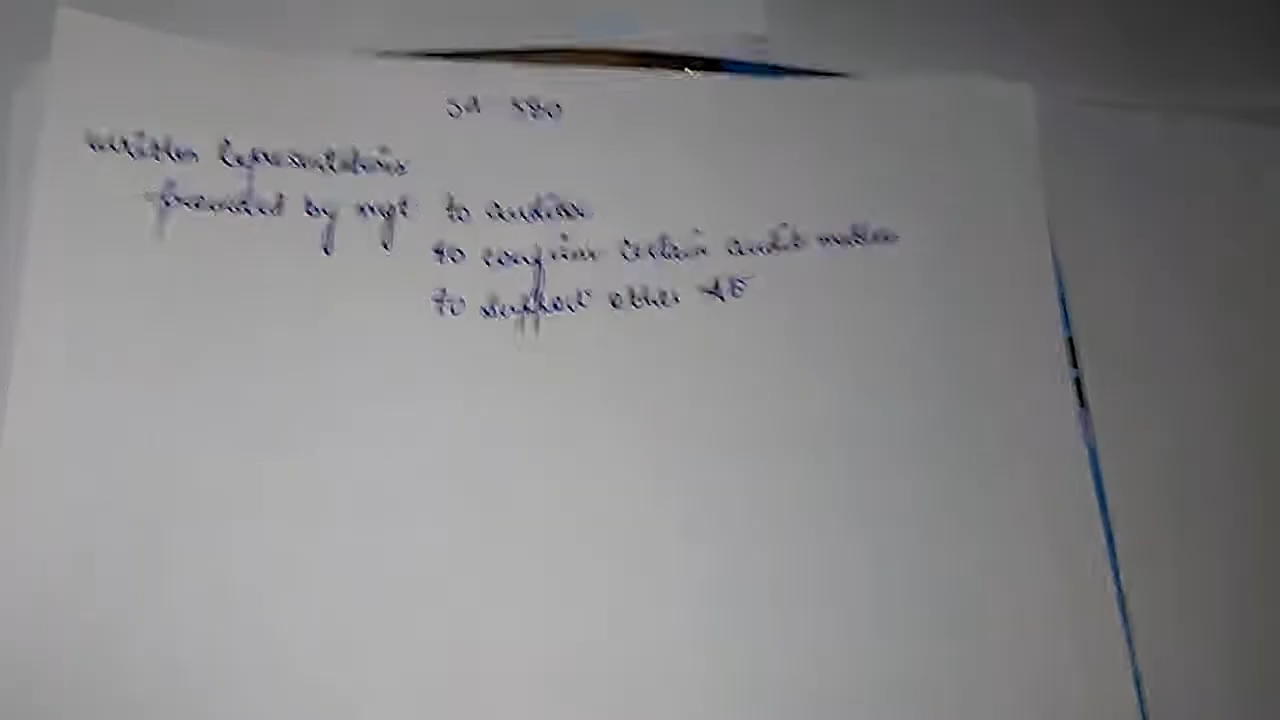 SA 580
written representations
provided by mgt to auditor
to confirm certain audit matters
to support other AE